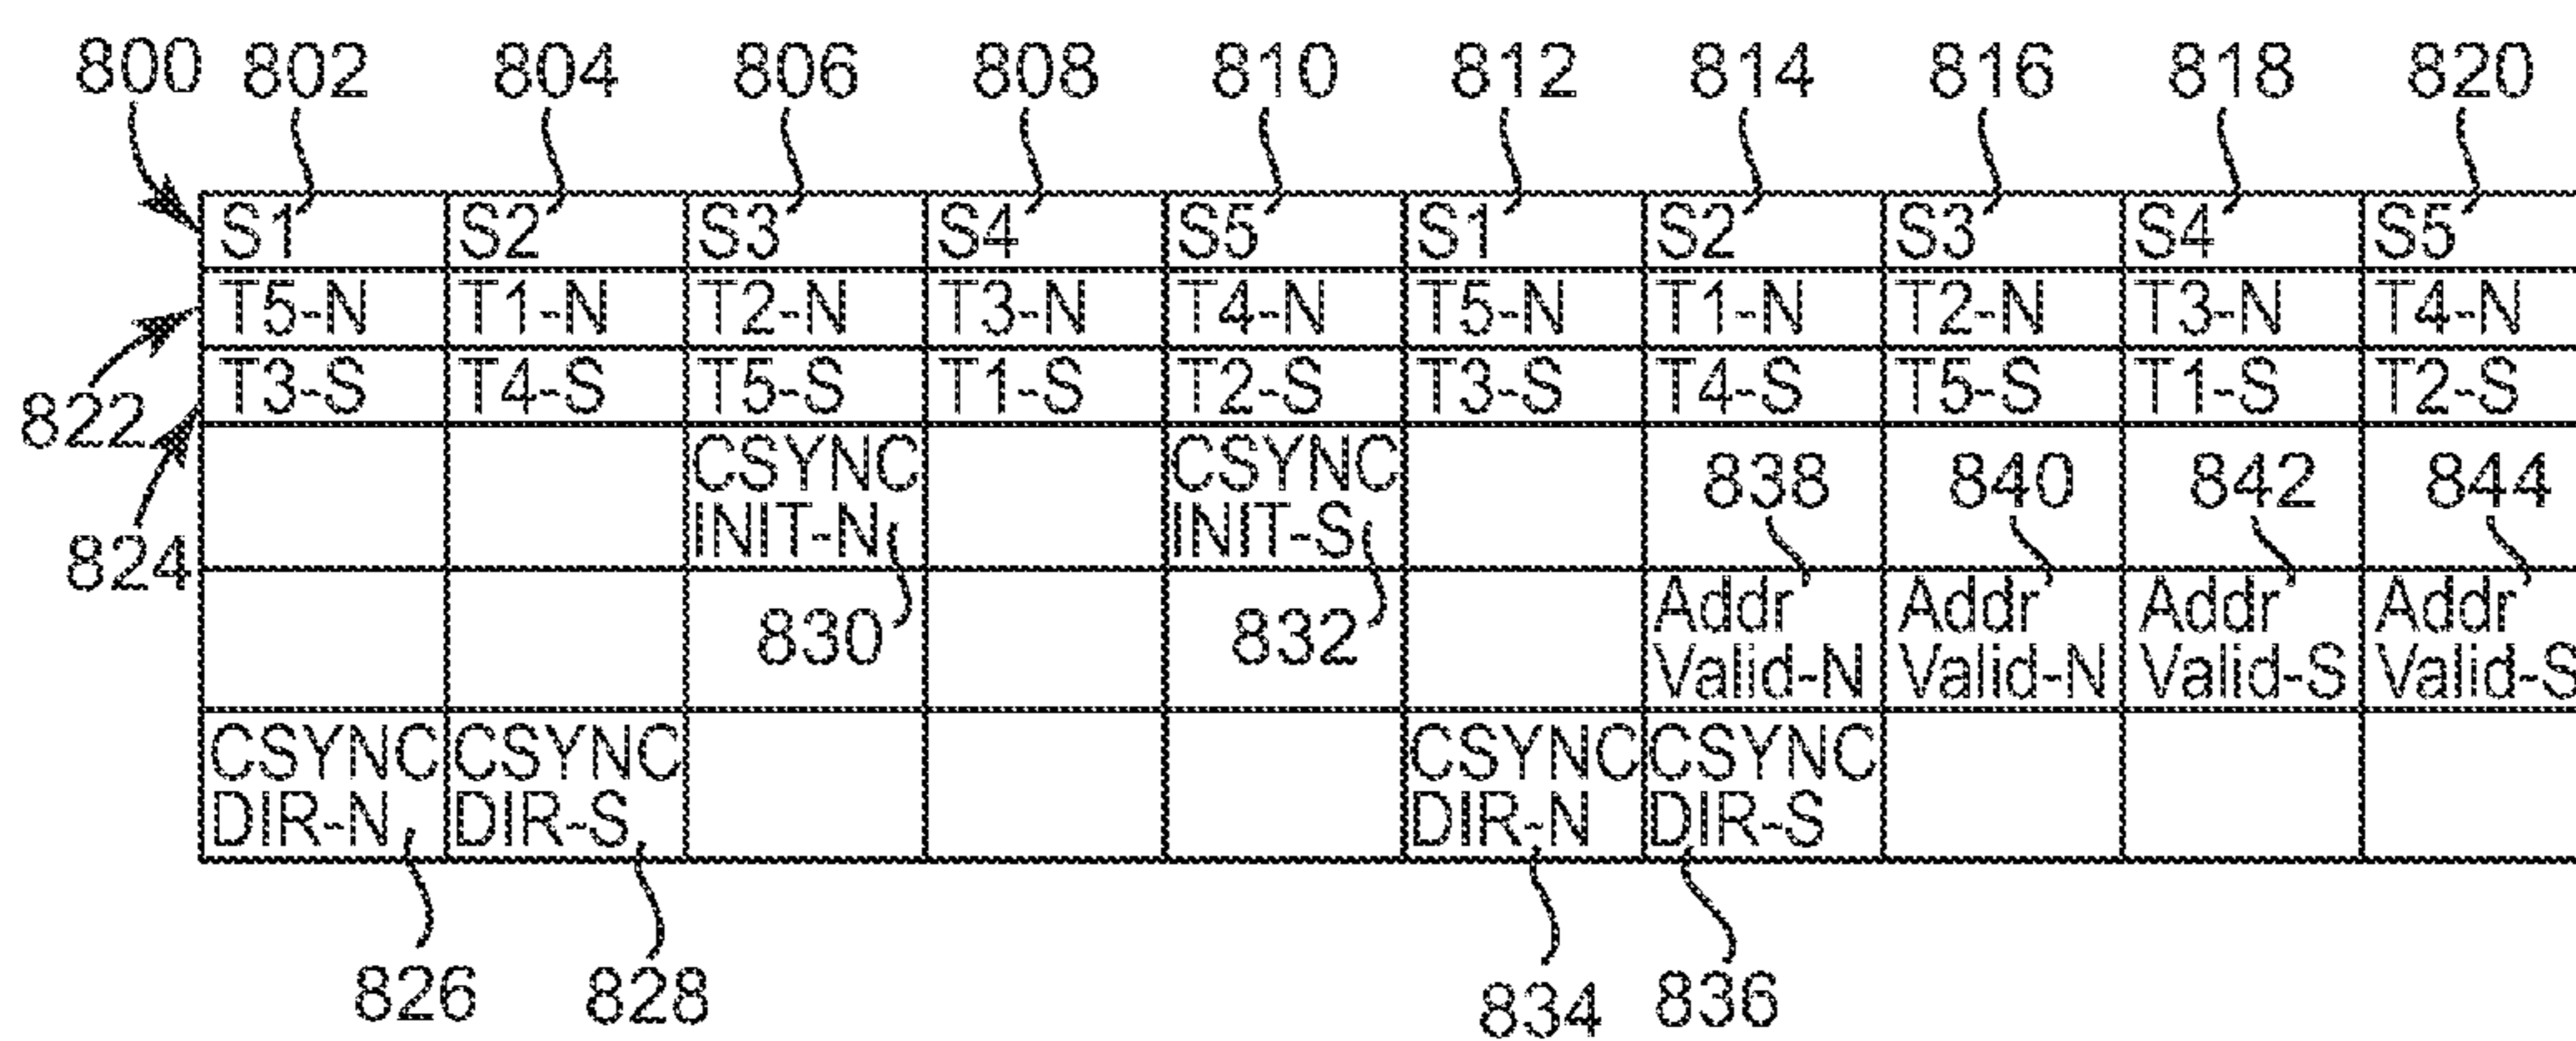 800 802 804 806 808 810 812 814 816 818 820
S1 S2 S3 S4 S5 S1 S2 S3 S4 S5
T5-N T1-N T2-N T3-N T4-N T5-N T1-N T2-N T3-N T4-N
T3-S T4-S T5-S T1-S T2-S T3-S T4-S T5-S T1-S T2-S
822
824
CSYNC CSYNC
INIT-N INIT-S
838 840 842 844
830 832
Addr Addr Addr Addr
Valid-N Valid-N Valid-S Valid-S
CSYNC CSYNC CSYNC CSYNC
DIR-N DIR-S DIR-N DIR-S
826 828 834 836